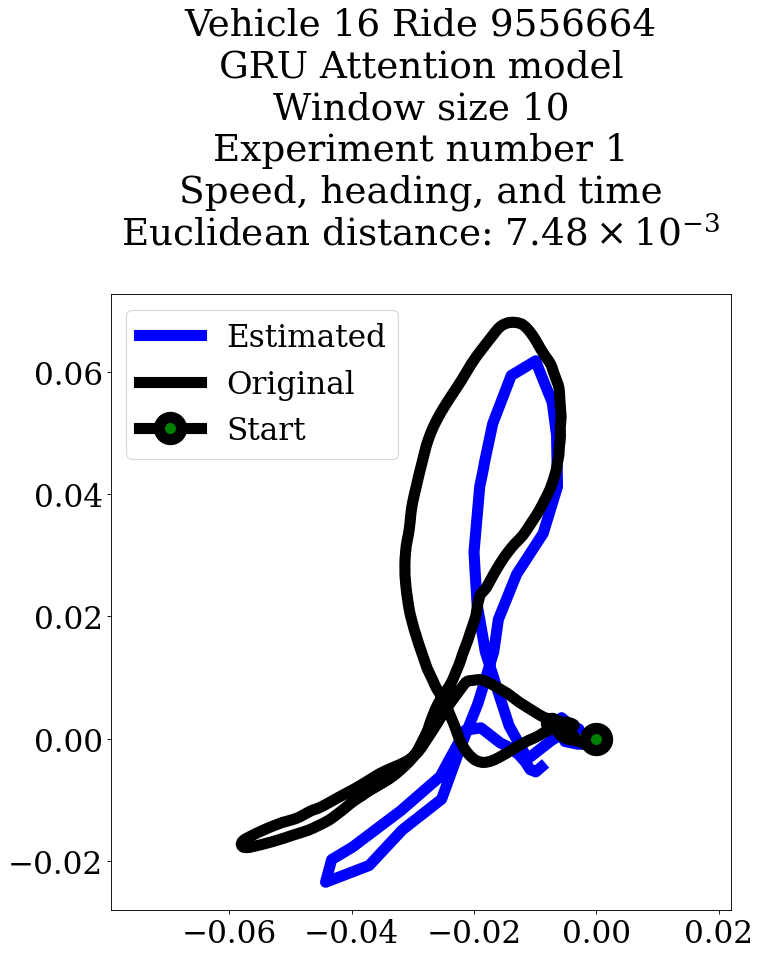 Vehicle 16 Ride 9556664
GRU Attention model
Window size 10
Experiment number 1
Speed, heading, and time
Euclidean distance: 7.48 × 10⁻³
Estimated
Original
Start
0.06
0.04
0.02
0.00
−0.02
−0.06 −0.04 −0.02 0.00 0.02